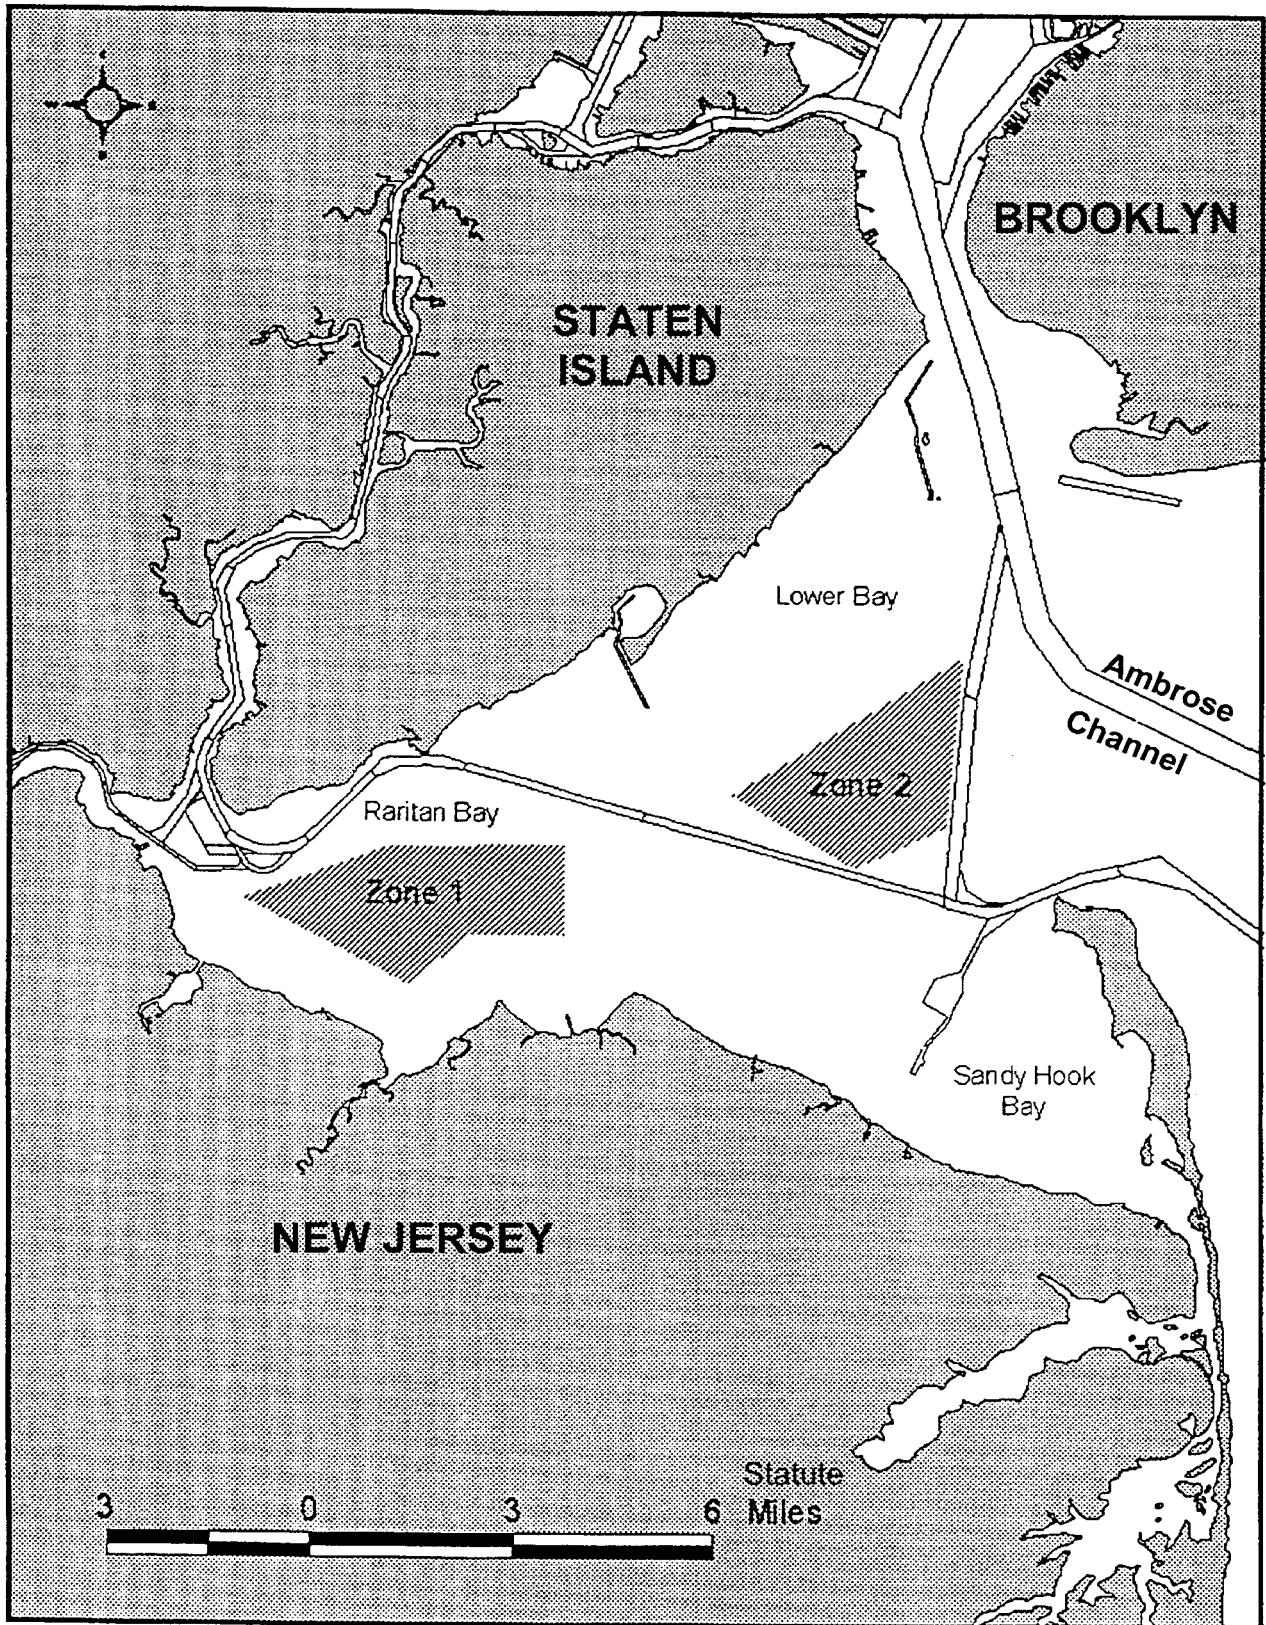 BROOKLYN
STATEN
ISLAND
Lower Bay
Ambrose
Channel
Zone 2
Raritan Bay
Zone 1
Sandy Hook
Bay
NEW JERSEY
3 0 3 6
Statute
Miles